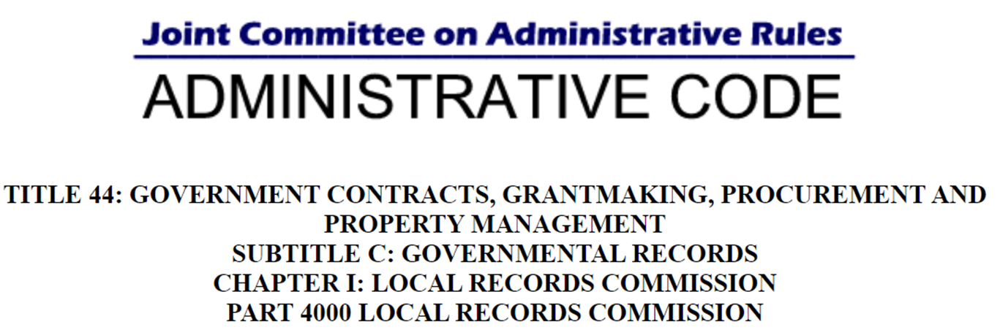 Joint Committee on Administrative Rules
ADMINISTRATIVE CODE
TITLE 44: GOVERNMENT CONTRACTS, GRANTMAKING, PROCUREMENT AND
PROPERTY MANAGEMENT
SUBTITLE C: GOVERNMENTAL RECORDS
CHAPTER I: LOCAL RECORDS COMMISSION
PART 4000 LOCAL RECORDS COMMISSION